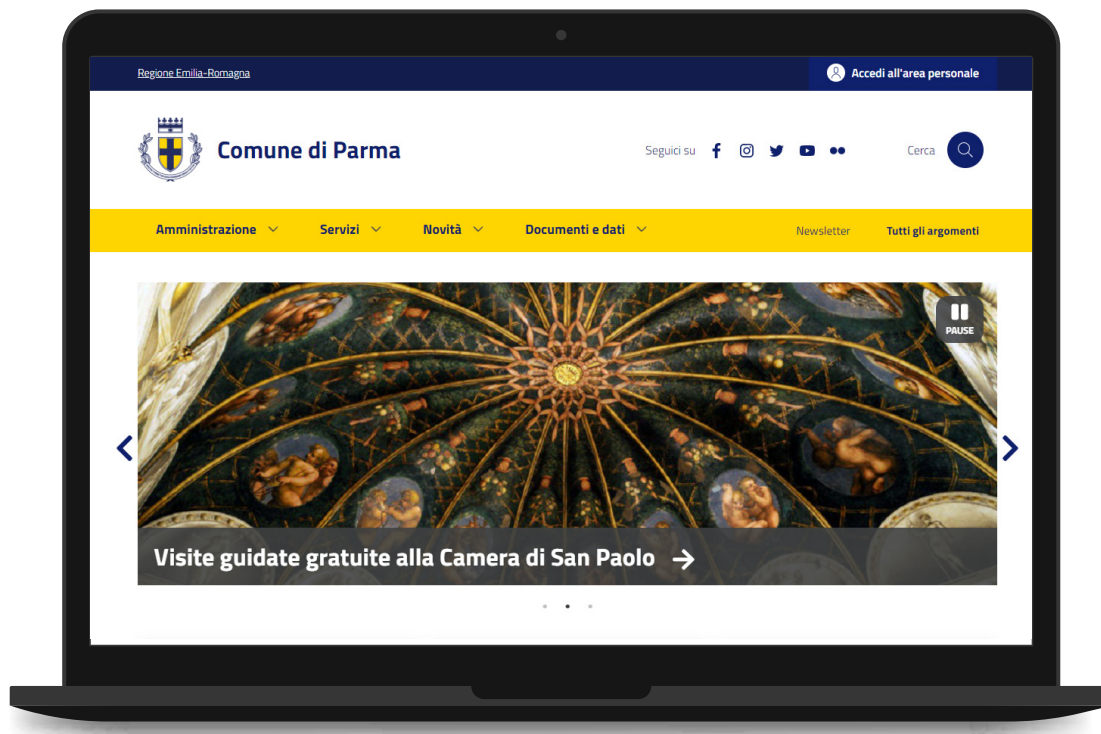 Regione Emilia-Romagna
Accedi all'area personale
Comune di Parma
Seguici su
Cerca
Amministrazione
Servizi
Novità
Documenti e dati
Newsletter
Tutti gli argomenti
PAUSE
Visite guidate gratuite alla Camera di San Paolo